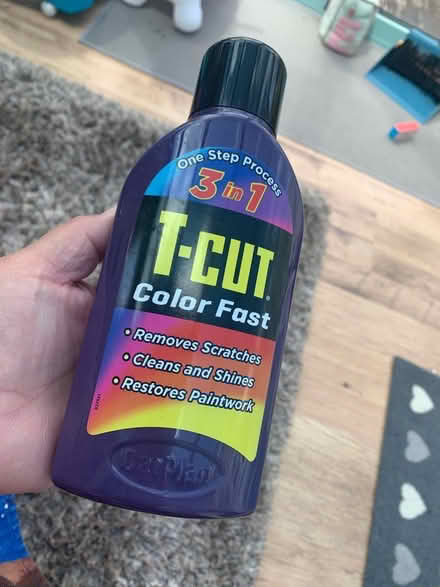 One Step Process
3 in 1
T-CUT®
Color Fast
• Removes Scratches
• Cleans and Shines
• Restores Paintwork
CarPlan